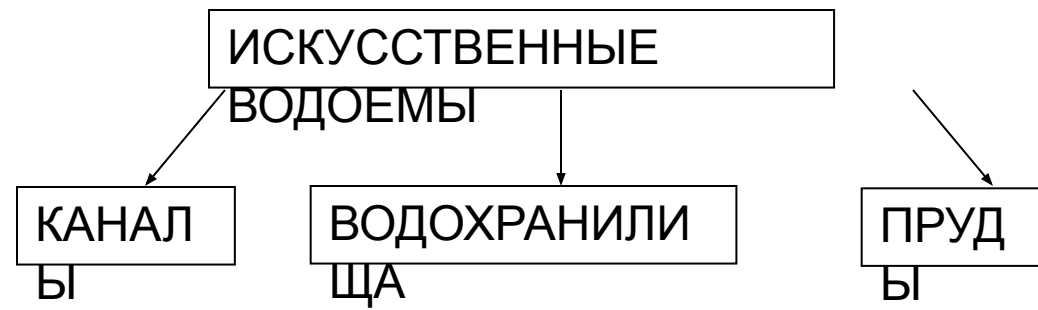 ИСКУССТВЕННЫЕ
ВОДОЕМЫ
КАНАЛ
Ы
ВОДОХРАНИЛИ
ЩА
ПРУД
Ы